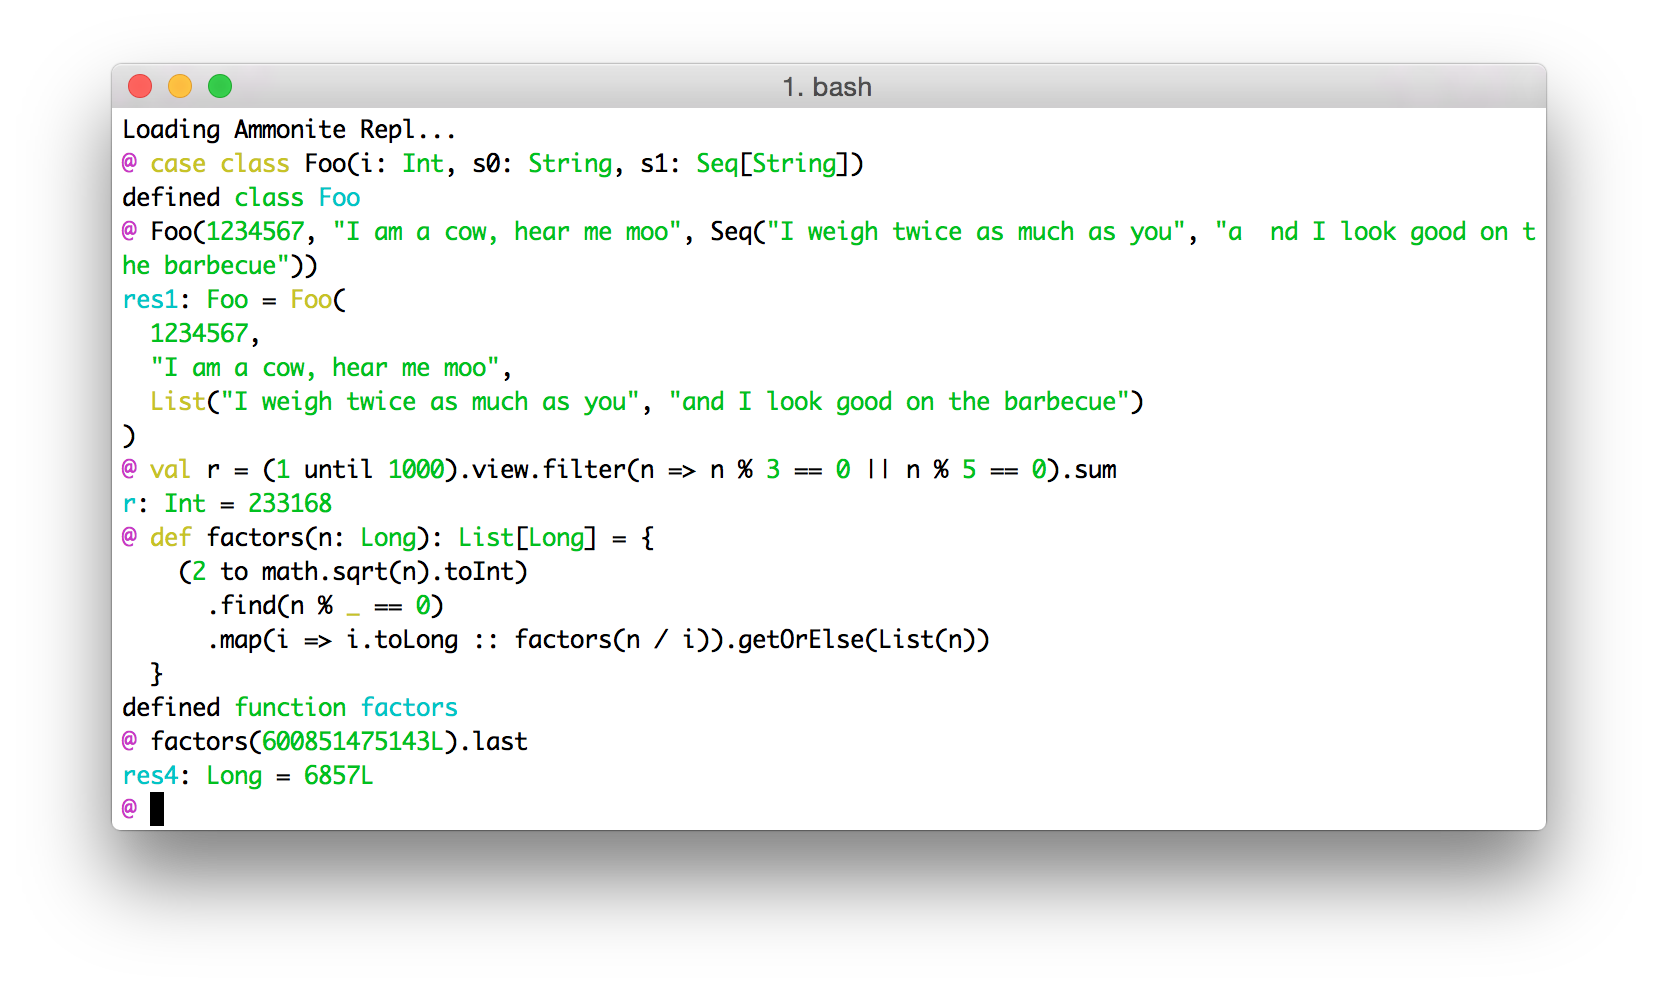 1. bash
Loading Ammonite Repl...
@ case class Foo(i: Int, s0: String, s1: Seq[String])
defined class Foo
@ Foo(1234567, "I am a cow, hear me moo", Seq("I weigh twice as much as you", "a  nd I look good on t
he barbecue"))
res1: Foo = Foo(
  1234567,
  "I am a cow, hear me moo",
  List("I weigh twice as much as you", "and I look good on the barbecue")
)
@ val r = (1 until 1000).view.filter(n => n % 3 == 0 || n % 5 == 0).sum
r: Int = 233168
@ def factors(n: Long): List[Long] = {
    (2 to math.sqrt(n).toInt)
      .find(n % _ == 0)
      .map(i => i.toLong :: factors(n / i)).getOrElse(List(n))
  }
defined function factors
@ factors(600851475143L).last
res4: Long = 6857L
@